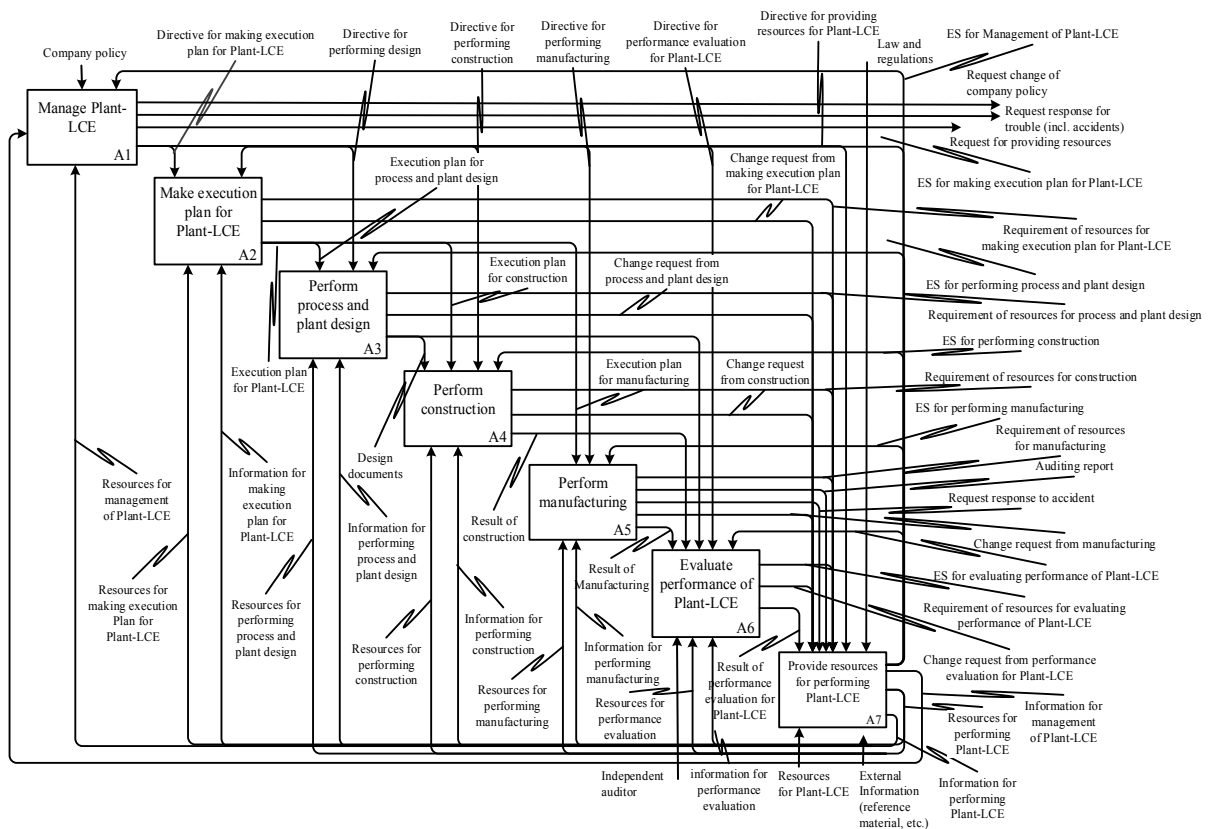 Company policy
Directive for making execution
plan for Plant-LCE
Directive for
performing design
Directive for
performing
construction
Directive for
performing
manufacturing
Directive for
performance evaluation
for Plant-LCE
Directive for providing
resources for Plant-LCE
Law and
regulations
ES for Management of Plant-LCE
Request change of
company policy
Request response for
trouble (incl. accidents)
Request for providing resources
ES for making execution plan for Plant-LCE
Manage Plant-
LCE
A1
Execution plan for
process and plant design
Change request from
making execution plan
for Plant-LCE
Make execution
plan for
Plant-LCE
A2
Requirement of resources for
making execution plan for Plant-LCE
Execution plan
for construction
Change request from
process and plant design
ES for performing process and plant design
Requirement of resources for process and plant design
Perform
process and
plant design
A3
ES for performing construction
Execution plan
for Plant-LCE
Execution plan
for manufacturing
Change request
from construction
Requirement of resources for construction
Perform
construction
A4
ES for performing manufacturing
Requirement of resources
for manufacturing
Auditing report
Design
documents
Resources for
management
of Plant-LCE
Information for
making
execution
plan for
Plant-LCE
Perform
manufacturing
A5
Request response to accident
Information for
performing
process and
plant design
Result of
construction
Change request from manufacturing
Result of
Manufacturing
Evaluate
performance of
Plant-LCE
A6
ES for evaluating performance of Plant-LCE
Resources for
making execution
Plan for
Plant-LCE
Resources for
performing
process and
plant design
Requirement of resources for evaluating
performance of Plant-LCE
Resources for
performing
construction
Information for
performing
construction
Information for
performing
manufacturing
Result of
performance
evaluation for
Plant-LCE
Provide resources
for performing
Plant-LCE
A7
Change request from performance
evaluation for Plant-LCE
Resources for
performing
manufacturing
Resources for
performance
evaluation
Resources for
performing
Plant-LCE
Information for
management
of Plant-LCE
Independent
auditor
information for
performance
evaluation
Resources
for Plant-LCE
External
Information
(reference
material, etc.)
Information for
performing
Plant-LCE